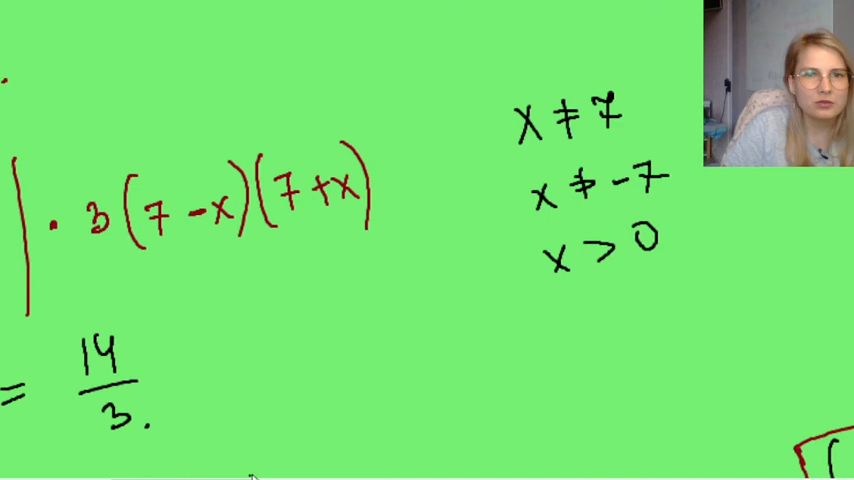 | · 3(7-x)(7+x)
x ≠ 7
x ≠ -7
x > 0
= 14/3.